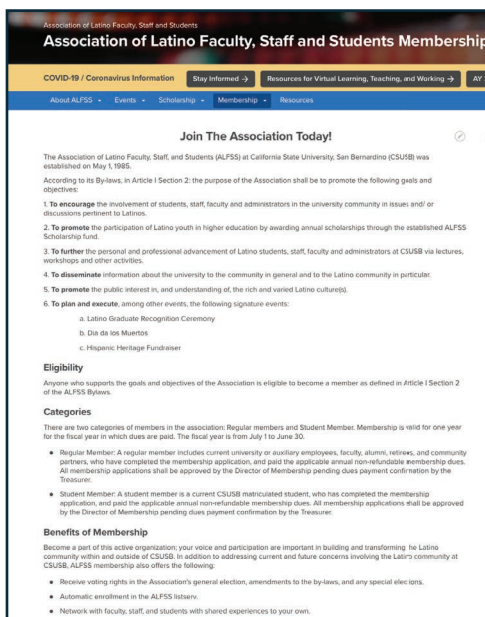 Association of Latino Faculty, Staff and Students
Association of Latino Faculty, Staff and Students Membership
COVID-19 / Coronavirus Information
Stay Informed →
Resources for Virtual Learning, Teaching, and Working →
AY
About ALFSS
Events
Scholarship
Membership
Resources
Join The Association Today!
The Association of Latino Faculty, Staff, and Students (ALFSS) at California State University, San Bernardino (CSUSB) was
established on May 1, 1985.
According to its By-laws, in Article I Section 2: the purpose of the Association shall be to promote the following goals and
objectives:
1. To encourage the involvement of students, staff, faculty and administrators in the university community in issues and/ or
discussions pertinent to Latinos.
2. To promote the participation of Latino youth in higher education by awarding annual scholarships through the established ALFSS
Scholarship fund.
3. To further the personal and professional advancement of Latino students, staff, faculty and administrators at CSUSB via lectures,
workshops and other activities.
4. To disseminate information about the university to the community in general and to the Latino community in particular.
5. To promote the public interest in, and understanding of, the rich and varied Latino culture(s).
6. To plan and execute, among other events, the following signature events:
a. Latino Graduate Recognition Ceremony
b. Dia da los Muertos
c. Hispanic Heritage Fundraiser
Eligibility
Anyone who supports the goals and objectives of the Association is eligible to become a member as defined in Article I Section 2
of the ALFSS Bylaws.
Categories
There are two categories of members in the association: Regular members and Student Member. Membership is valid for one year
for the fiscal year in which dues are paid. The fiscal year is from July 1 to June 30.
• Regular Member: A regular member includes current university or auxiliary employees, faculty, alumni, retirees, and community
partners, who have completed the membership application, and paid the applicable annual non-refundable membership dues.
All membership applications shall be approved by the Director of Membership pending dues payment confirmation by the
Treasurer.
• Student Member: A student member is a current CSUSB matriculated student, who has completed the membership
application, and paid the applicable annual non-refundable membership dues. All membership applications shall be approved
by the Director of Membership pending dues payment confirmation by the Treasurer.
Benefits of Membership
Become a part of this active organization; your voice and participation are important in building and transforming the Latino
community within and outside of CSUSB. In addition to addressing current and future concerns involving the Latin@ community at
CSUSB, ALFSS membership also offers the following:
• Receive voting rights in the Association's general election, amendments to the by-laws, and any special elections.
• Automatic enrollment in the ALFSS listserv.
• Network with faculty, staff, and students with shared experiences to your own.